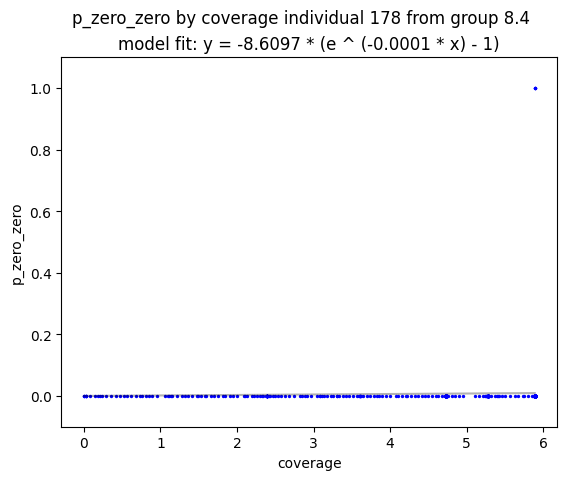 p_zero_zero by coverage individual 178 from group 8.4
model fit: y = -8.6097 * (e ^ (-0.0001 * x) - 1)
1.0
0.8
0.6
0.4
0.2
0.0
p_zero_zero
0 1 2 3 4 5 6
coverage